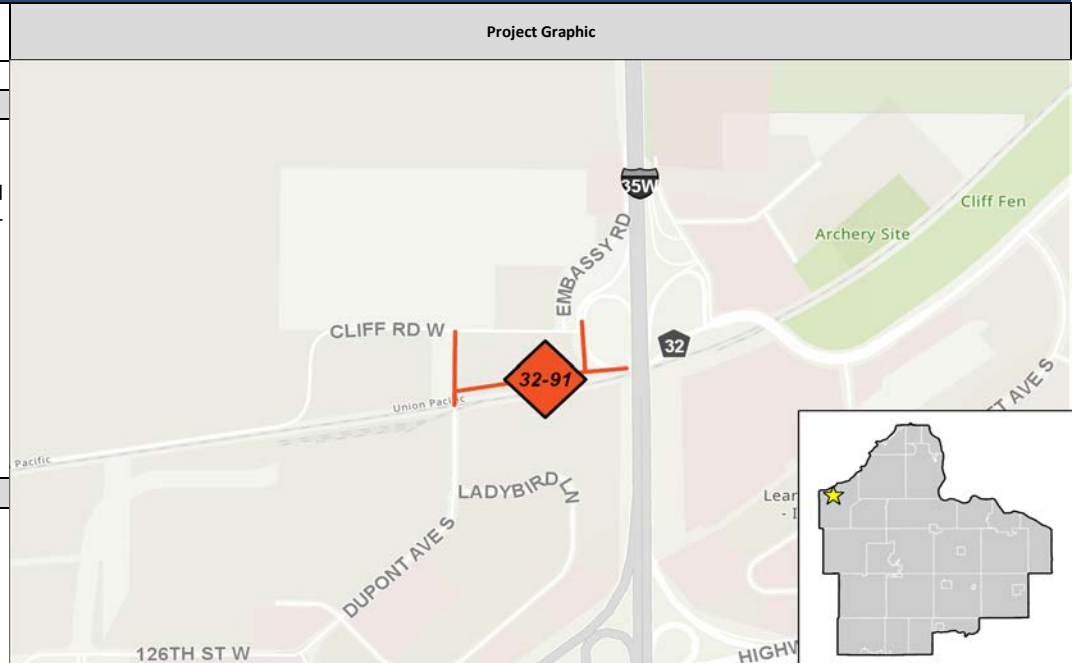 Project Graphic
35W
Cliff Fen
EMBASSY RD
Archery Site
CLIFF RD W
32
32-91
Union Pacific
Pacific
LADYBIRD LN
DUPONT AVE S
126TH ST W